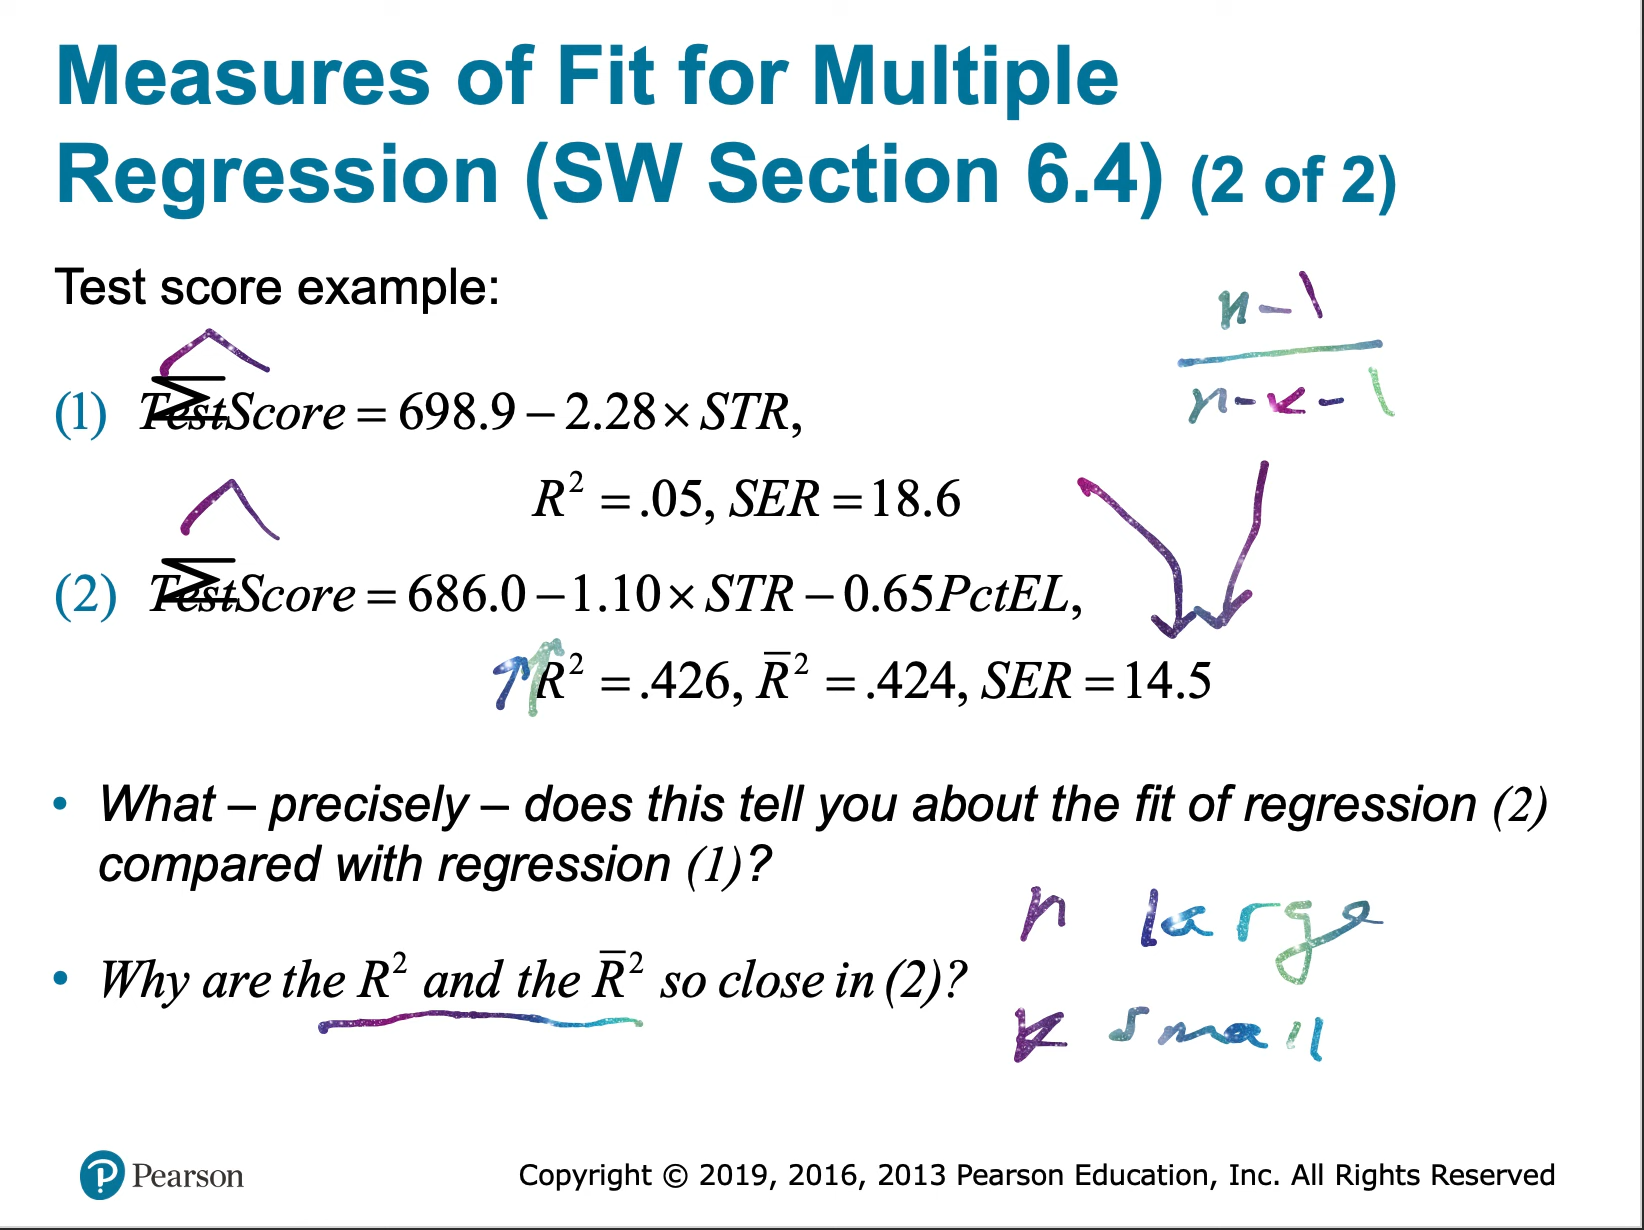 Measures of Fit for Multiple
Regression (SW Section 6.4) (2 of 2)
Test score example:
n-1
n-k-1
(1) TestScore = 698.9 – 2.28 × STR,
R² = .05, SER = 18.6
(2) TestScore = 686.0 – 1.10 × STR – 0.65PctEL,
R² = .426, R̅² = .424, SER = 14.5
• What – precisely – does this tell you about the fit of regression (2)
compared with regression (1)?
n large
• Why are the R² and the R̅² so close in (2)?
k small
Pearson
Copyright © 2019, 2016, 2013 Pearson Education, Inc. All Rights Reserved